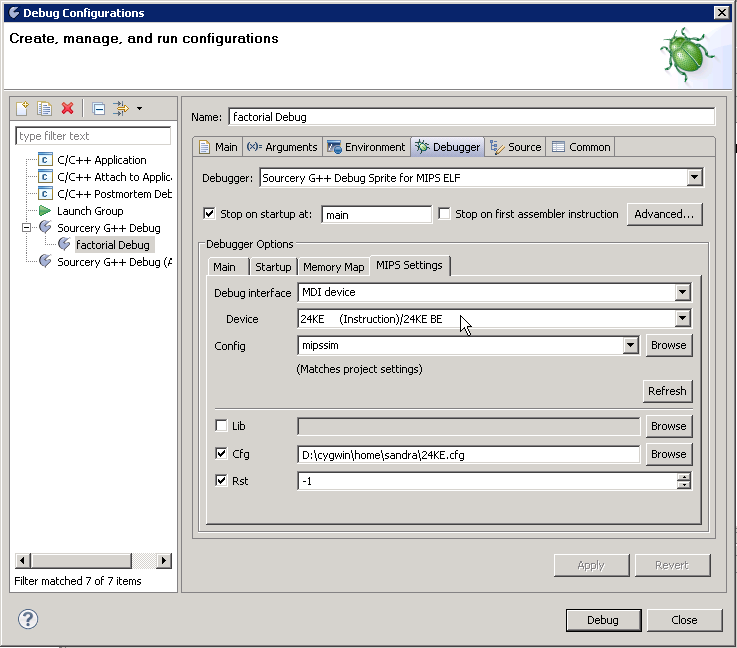 Debug Configurations
Create, manage, and run configurations
type filter text
C/C++ Application
C/C++ Attach to Applic
C/C++ Postmortem Deb
Launch Group
Sourcery G++ Debug
factorial Debug
Sourcery G++ Debug (A
Filter matched 7 of 7 items
Name: factorial Debug
Main (x)= Arguments Environment Debugger Source Common
Debugger: Sourcery G++ Debug Sprite for MIPS ELF
Stop on startup at: main Stop on first assembler instruction Advanced...
Debugger Options
Main Startup Memory Map MIPS Settings
Debug interface MDI device
Device 24KE (Instruction)/24KE BE
Config mipssim Browse
(Matches project settings)
Refresh
Lib Browse
Cfg D:\cygwin\home\sandra\24KE.cfg Browse
Rst -1
Apply Revert
? Debug Close